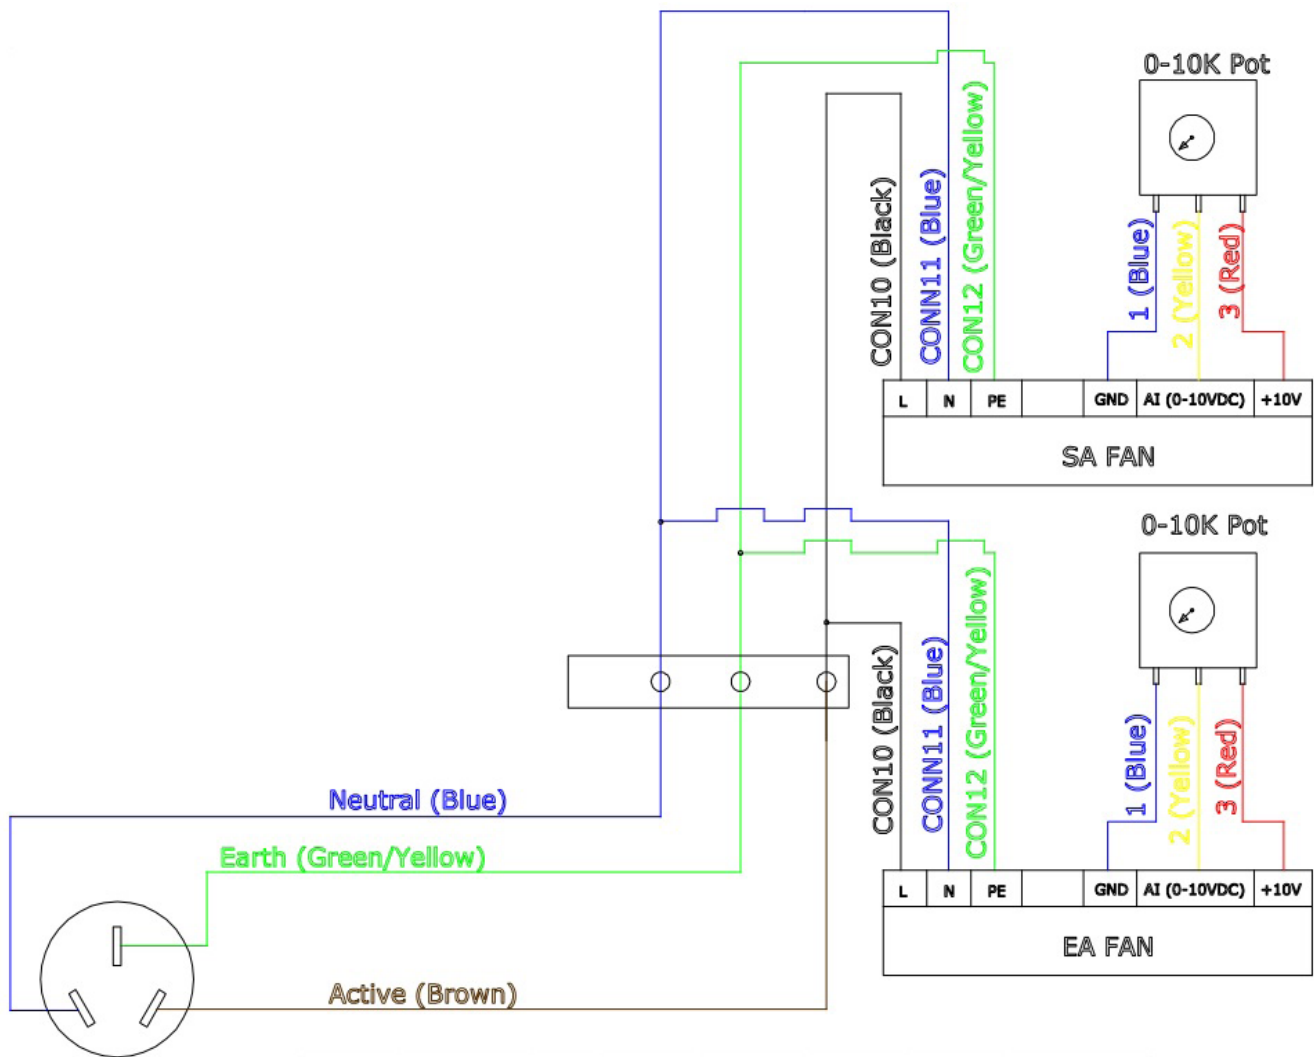 0-10K Pot
CON10 (Black)
CONN11 (Blue)
CON12 (Green/Yellow)
1 (Blue)
2 (Yellow)
3 (Red)
L N PE GND AI (0-10VDC) +10V
SA FAN
0-10K Pot
CON10 (Black)
CONN11 (Blue)
CON12 (Green/Yellow)
1 (Blue)
2 (Yellow)
3 (Red)
Neutral (Blue)
Earth (Green/Yellow)
L N PE GND AI (0-10VDC) +10V
EA FAN
Active (Brown)